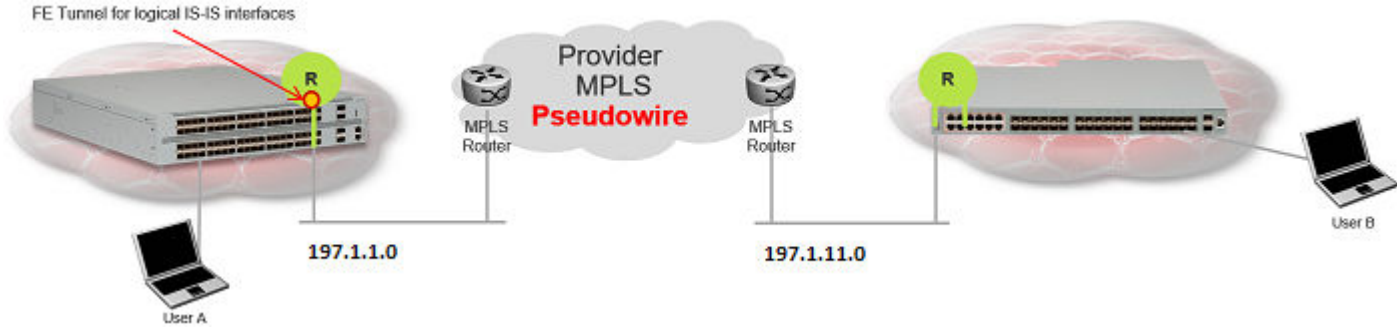 FE Tunnel for logical IS-IS interfaces
R
Provider
MPLS
Pseudowire
R
MPLS
Router
MPLS
Router
197.1.1.0
197.1.11.0
User A
User B